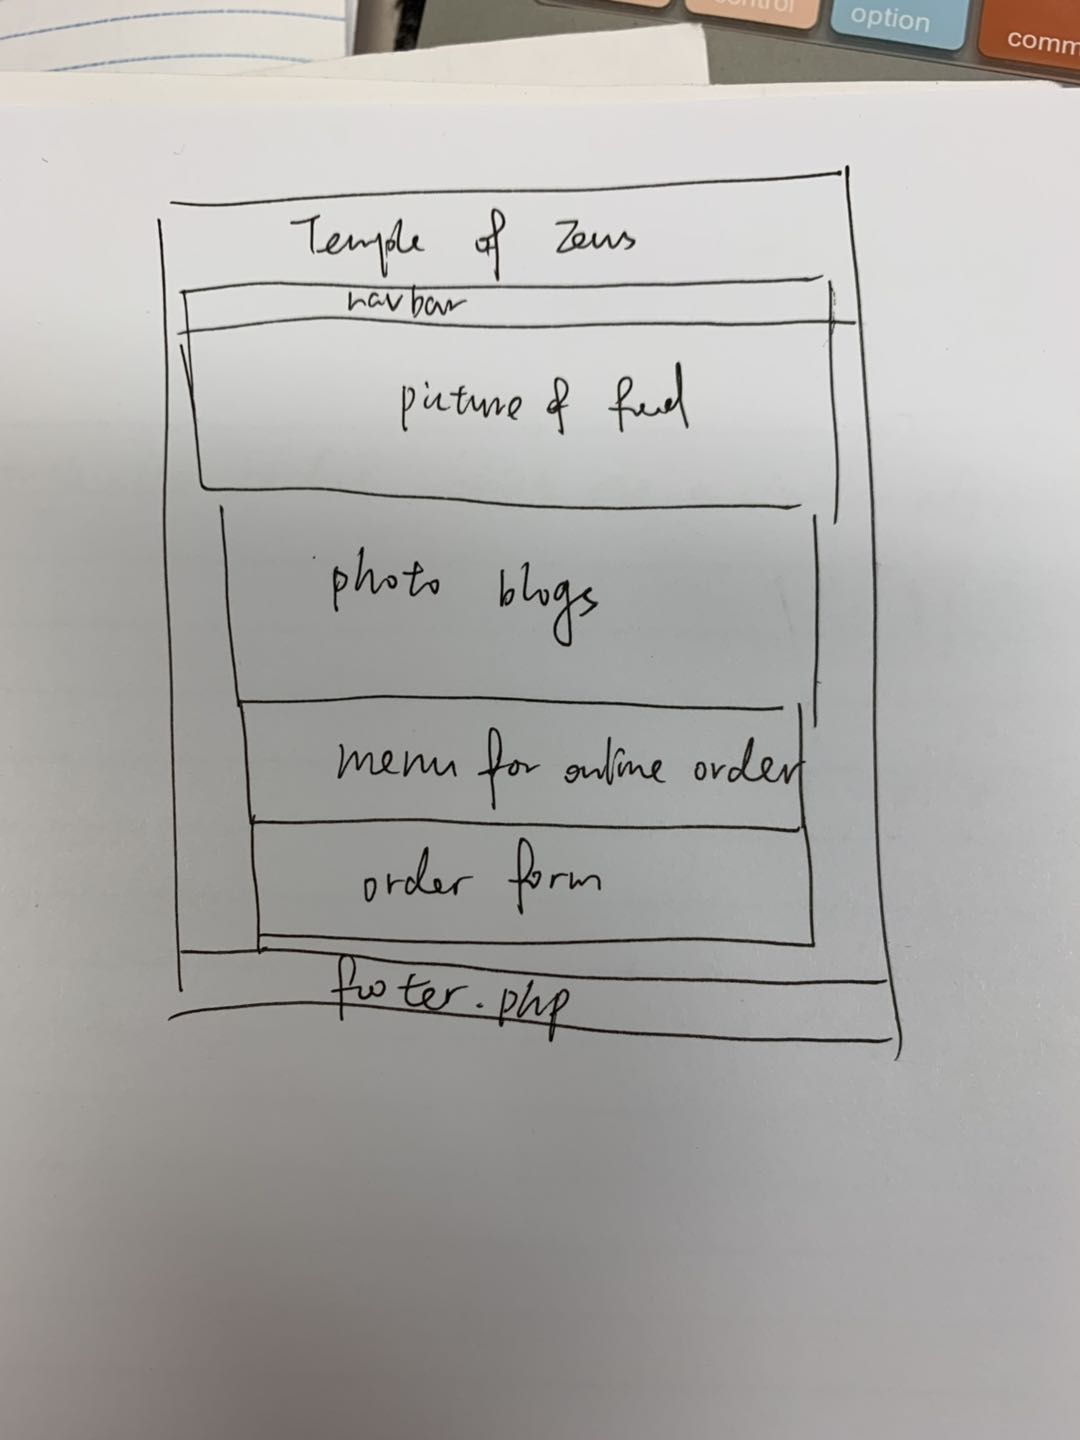 control
option
comm
Temple of Zeus
navbar
picture of food
photo blogs
menu for online order
order form
footer.php